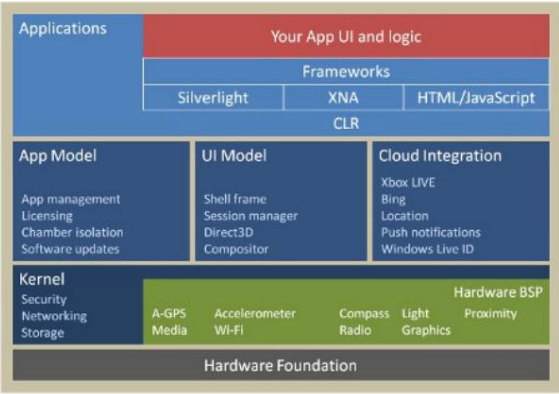 Applications
Your App UI and logic
Frameworks
Silverlight
XNA
HTML/JavaScript
CLR
App Model
App management
Licensing
Chamber isolation
Software updates
UI Model
Shell frame
Session manager
Direct3D
Compositor
Cloud Integration
Xbox LIVE
Bing
Location
Push notifications
Windows Live ID
Kernel
Security
Networking
Storage
Hardware BSP
A-GPS Accelerometer Compass Light Proximity
Media Wi-Fi Radio Graphics
Hardware Foundation